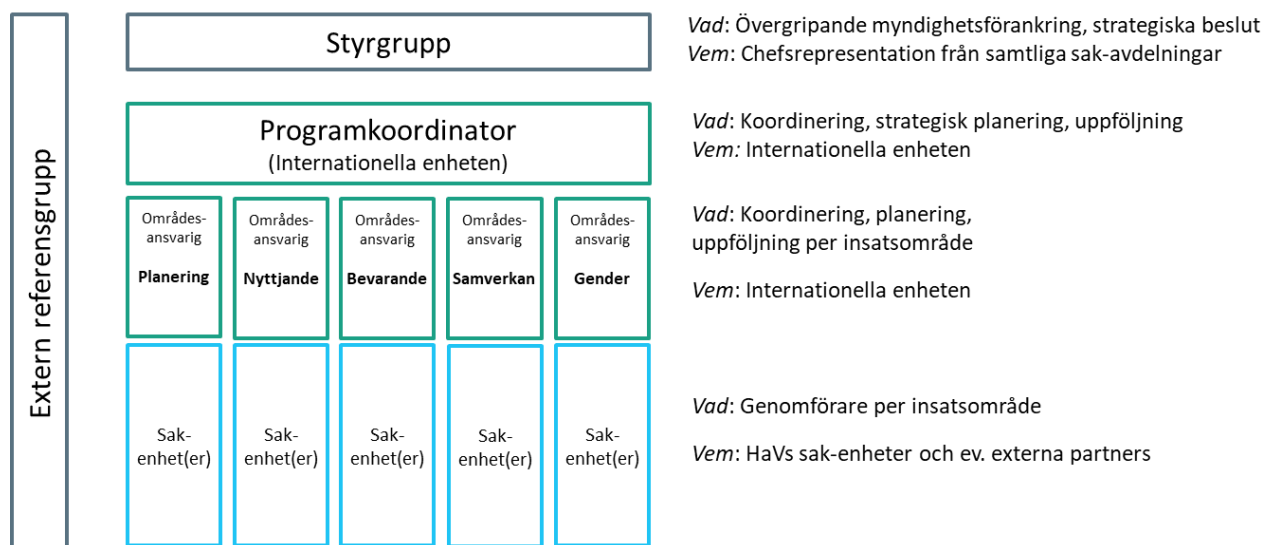 Extern referensgrupp
Styrgrupp
Vad: Övergripande myndighetsförankring, strategiska beslut
Vem: Chefsrepresentation från samtliga sak-avdelningar
Programkoordinator
(Internationella enheten)
Vad: Koordinering, strategisk planering, uppföljning
Vem: Internationella enheten
Områdes-
ansvarig
Planering
Områdes-
ansvarig
Nyttjande
Områdes-
ansvarig
Bevarande
Områdes-
ansvarig
Samverkan
Områdes-
ansvarig
Gender
Vad: Koordinering, planering,
uppföljning per insatsområde
Vem: Internationella enheten
Sak-
enhet(er)
Sak-
enhet(er)
Sak-
enhet(er)
Sak-
enhet(er)
Sak-
enhet(er)
Vad: Genomförare per insatsområde
Vem: HaVs sak-enheter och ev. externa partners